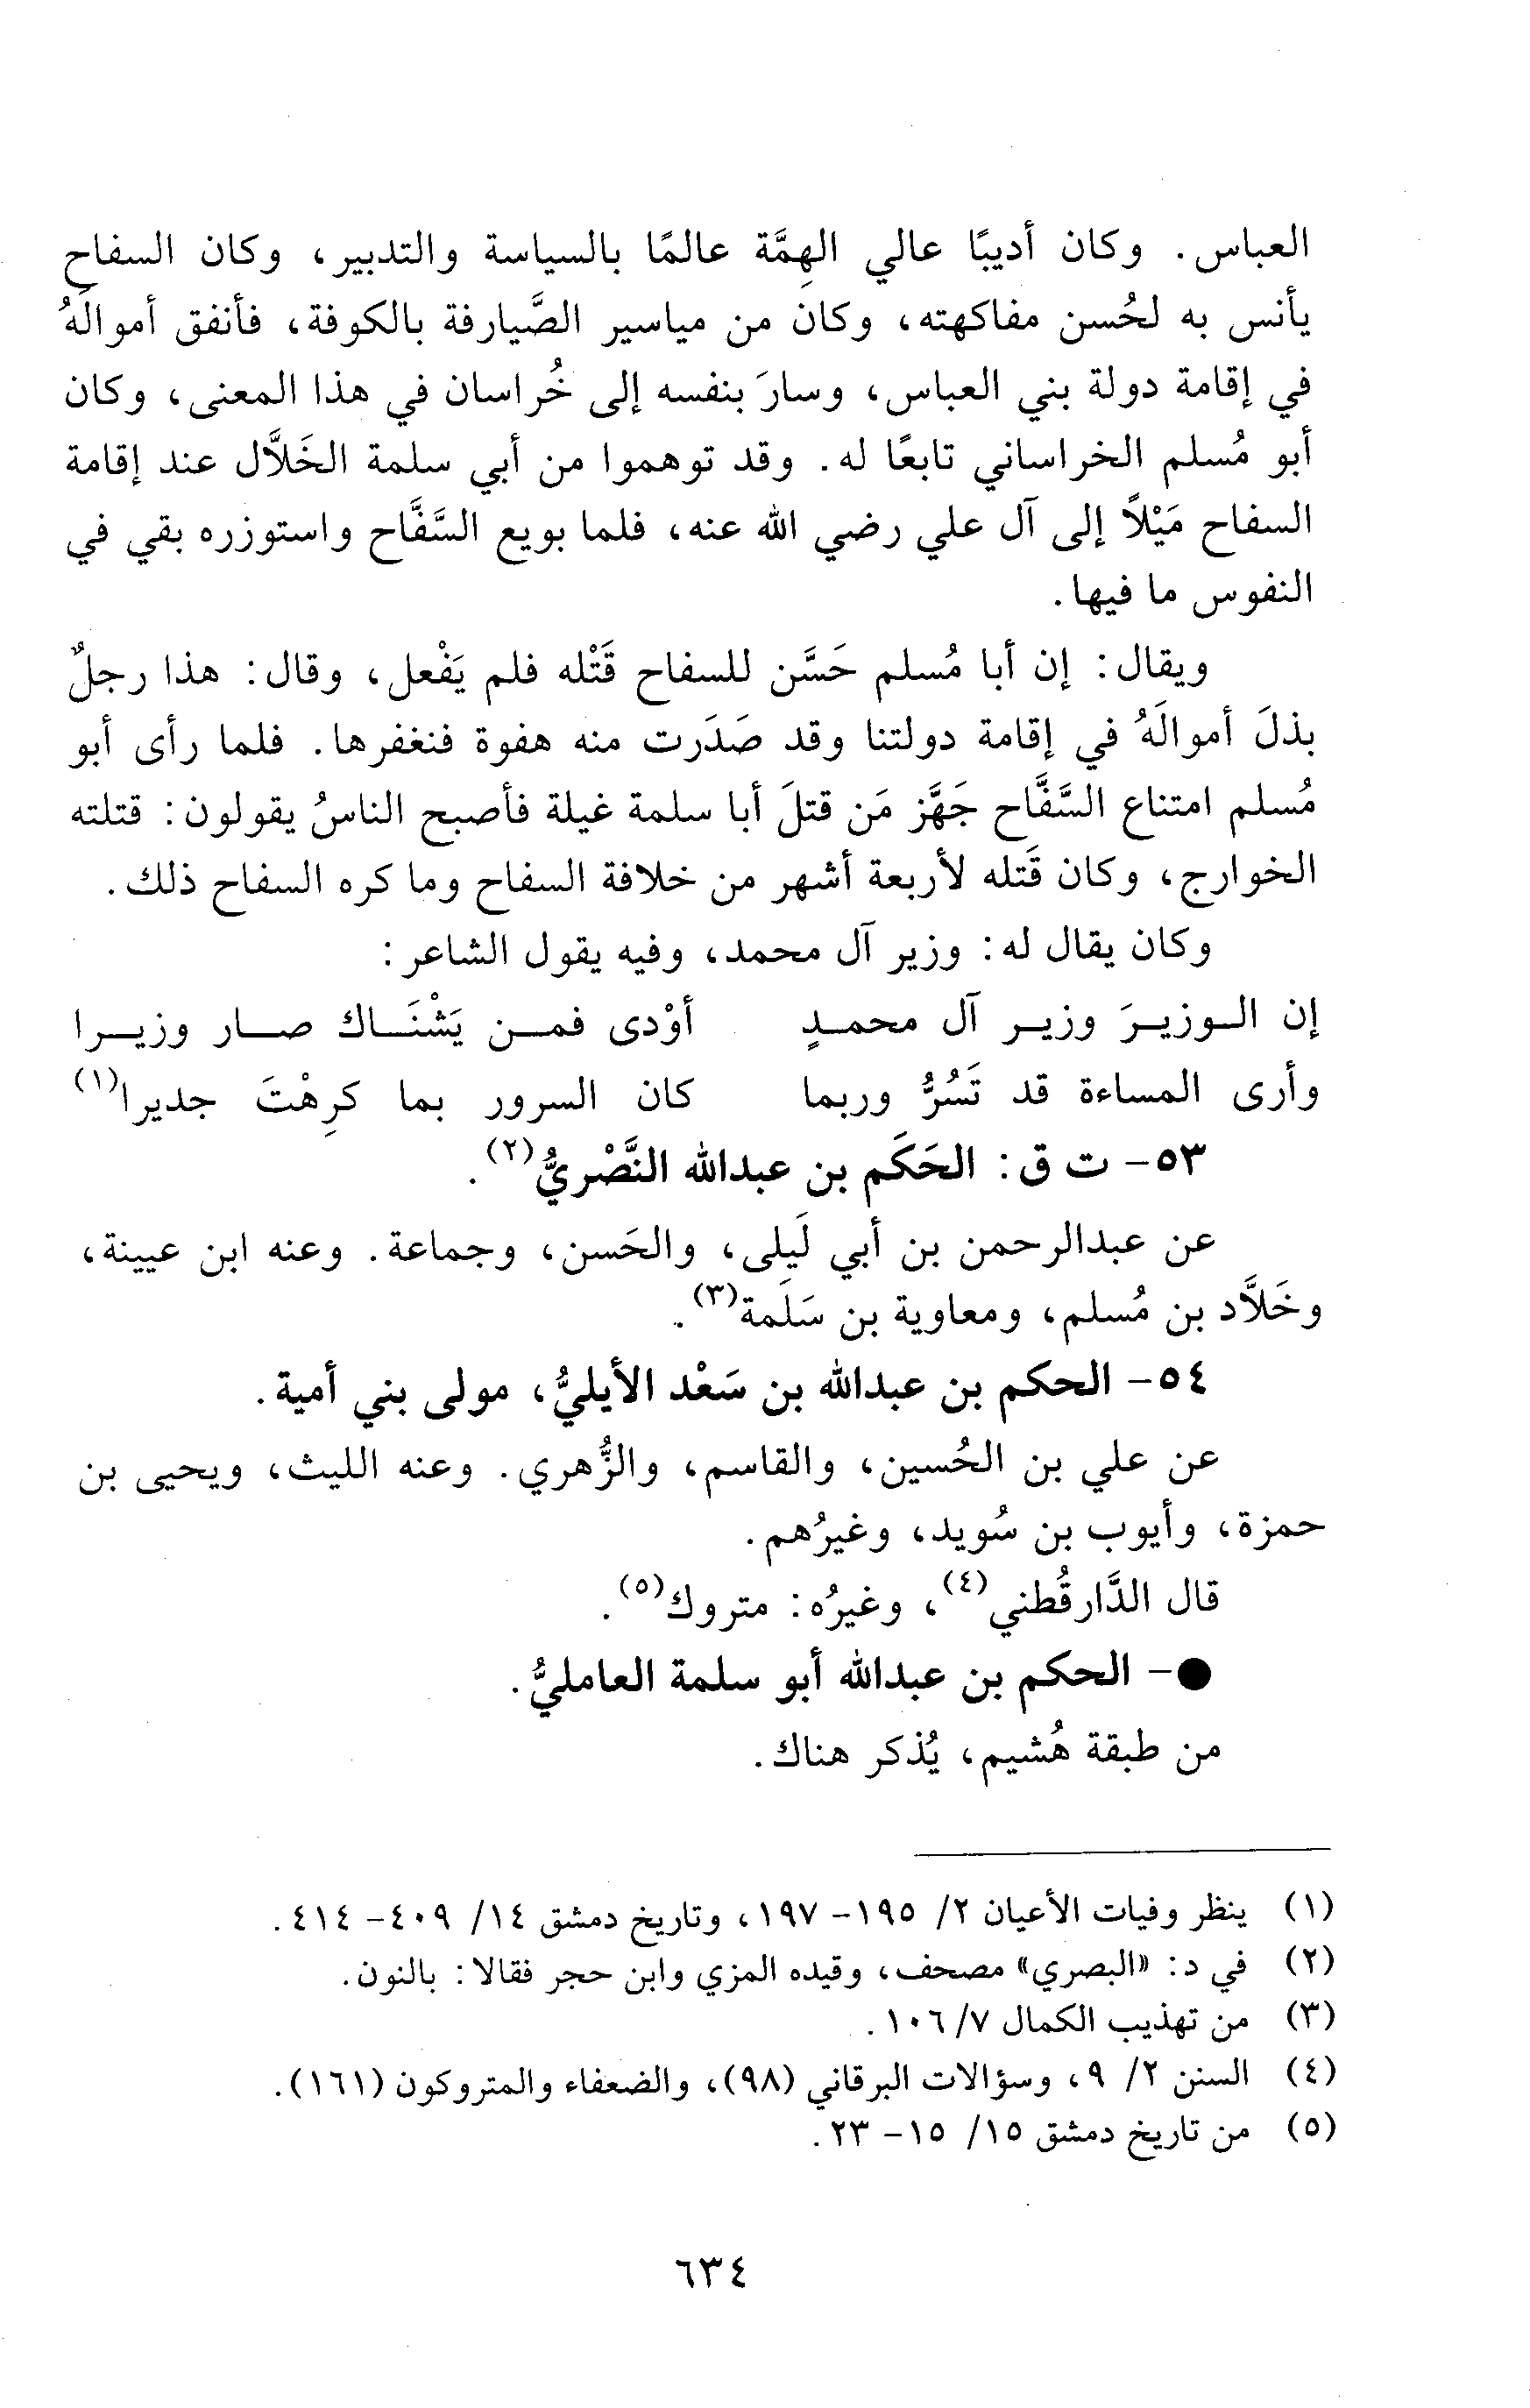 العباس. وكان أديبًا عالي الهِمَّة عالمًا بالسياسة والتدبير، وكان السفاح
يأنس به لحُسن مفاكهته، وكان من مياسير الصَّيارفة بالكوفة، فأنفق أموالَهُ
في إقامة دولة بني العباس، وسارَ بنفسه إلى خُراسان في هذا المعنى، وكان
أبو مُسلم الخراساني تابعًا له. وقد توهموا من أبي سلمة الخَلَّال عند إقامة
السفاح مَيْلاً إلى آل علي رضي الله عنه، فلما بويع السَّفَّاح واستوزره بقي في
النفوس ما فيها.
ويقال: إن أبا مُسلم حَسَّن للسفاح قَتْله فلم يَفْعل، وقال: هذا رجلٌ
بذلَ أموالَهُ في إقامة دولتنا وقد صَدَرت منه هفوة فنغفرها. فلما رأى أبو
مُسلم امتناع السَّفَّاح جَهَّز مَن قتلَ أبا سلمة غيلة فأصبح الناسُ يقولون: قتلته
الخوارج، وكان قَتله لأربعة أشهر من خلافة السفاح وما كره السفاح ذلك.
وكان يقال له: وزير آل محمد، وفيه يقول الشاعر:
إن الوزيرَ وزير آل محمدٍ أوْدى فمن يَشْنَاك صار وزيرا
وأرى المساءة قد تَسُرُّ وربما كان السرور بما كرِهْتَ جديرا(١)
٥٣- ت ق: الحَكَم بن عبدالله النَّصْريُّ(٢).
عن عبدالرحمن بن أبي لَيلى، والحَسن، وجماعة. وعنه ابن عيينة،
وخَلَّاد بن مُسلم، ومعاوية بن سَلَمة(٣).
٥٤- الحكم بن عبدالله بن سَعْد الأيليُّ، مولى بني أمية.
عن علي بن الحُسين، والقاسم، والزُّهري. وعنه الليث، ويحيى بن
حمزة، وأيوب بن سُويد، وغيرُهم.
قال الدَّارقُطني(٤)، وغيرُه: متروك(٥).
●- الحكم بن عبدالله أبو سلمة العامليُّ.
من طبقة هُشيم، يُذكر هناك.
(١) ينظر وفيات الأعيان ٢/ ١٩٥- ١٩٧، وتاريخ دمشق ١٤/ ٤٠٩- ٤١٤.
(٢) في د: «البصري» مصحف، وقيده المزي وابن حجر فقالا: بالنون.
(٣) من تهذيب الكمال ٧/ ١٠٦.
(٤) السنن ٢/ ٩، وسؤالات البرقاني (٩٨)، والضعفاء والمتروكون (١٦١).
(٥) من تاريخ دمشق ١٥/ ١٥- ٢٣.
٦٣٤